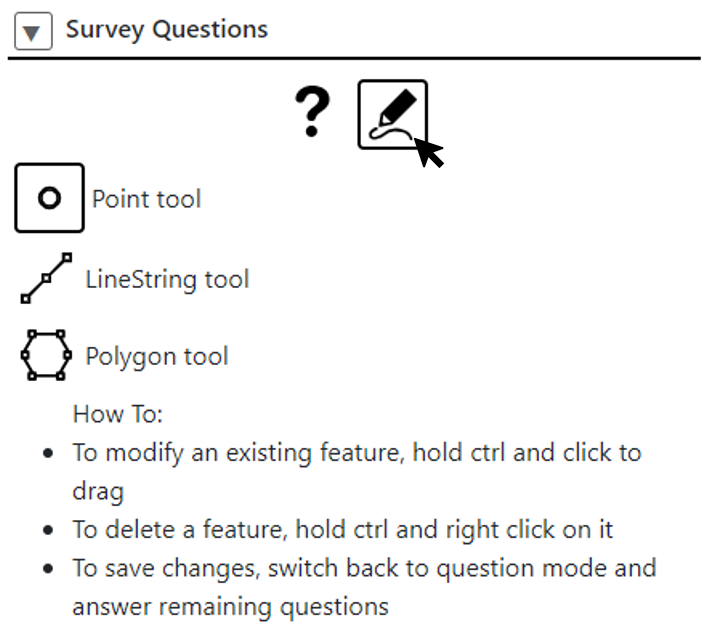 Survey Questions
?
Point tool
LineString tool
Polygon tool
How To:
• To modify an existing feature, hold ctrl and click to
drag
• To delete a feature, hold ctrl and right click on it
• To save changes, switch back to question mode and
answer remaining questions